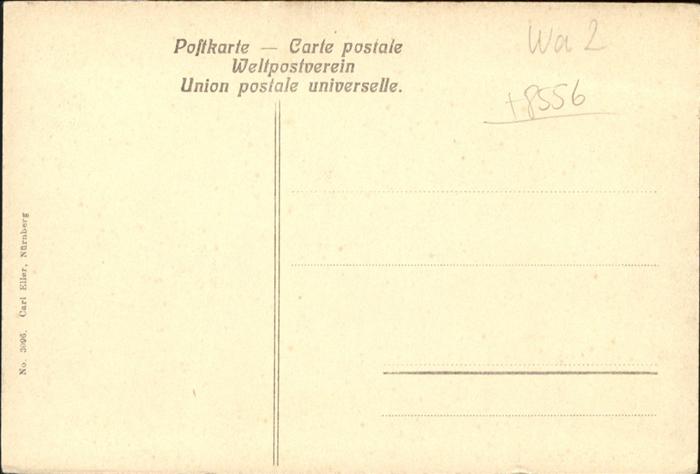 Poſtkarte — Carte postale
Weltpostverein
Union postale universelle.
Wa 2
+8556
No. 3096. Carl Eller, Nürnberg